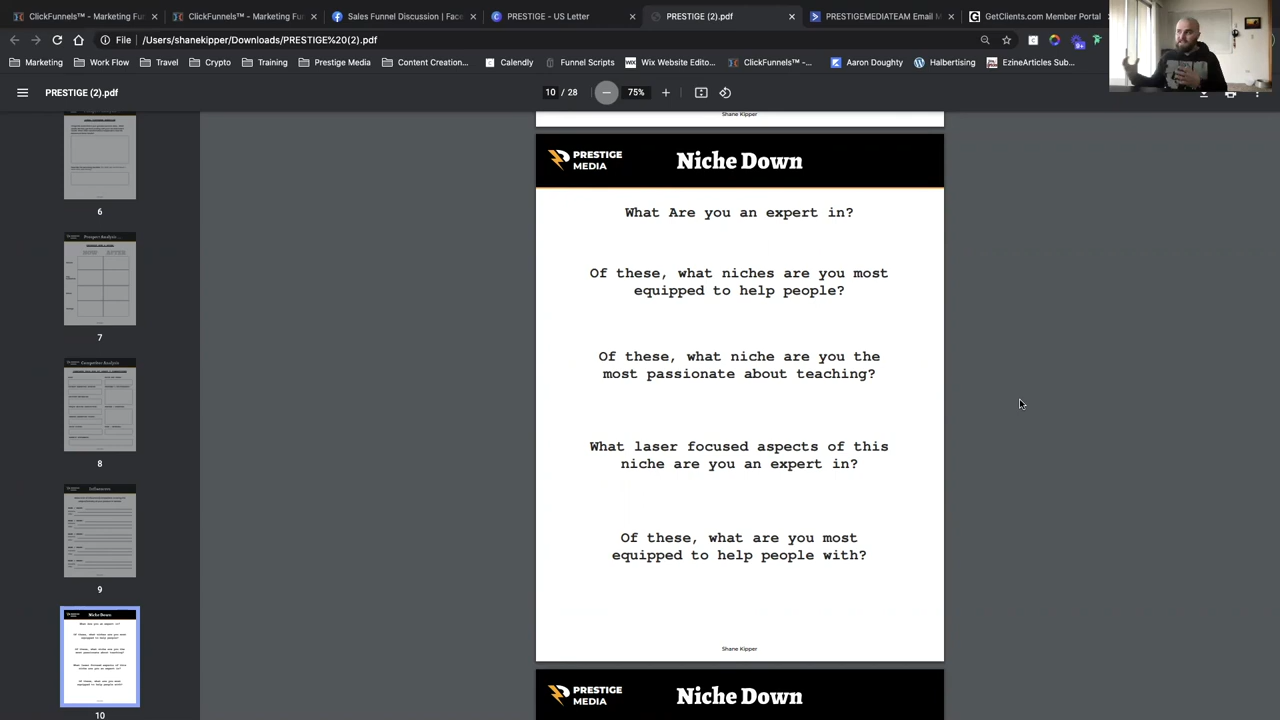 ClickFunnels™ - Marketing Fun
ClickFunnels™ - Marketing Fun
Sales Funnel Discussion | Face
PRESTIGE - US Letter
PRESTIGE (2).pdf
PRESTIGEMEDIATEAM Email M
GetClients.com Member Portal
File
/Users/shanekipper/Downloads/PRESTIGE%20(2).pdf
9+
Marketing
Work Flow
Travel
Crypto
Training
Prestige Media
Content Creation...
Calendly
Funnel Scripts
Wix Website Edito...
ClickFunnels™ -...
Aaron Doughty
Halbertising
EzineArticles Sub...
PRESTIGE (2).pdf
10 / 28
75%
6
7
8
9
10
Shane Kipper
PRESTIGE
MEDIA
Niche Down
What Are you an expert in?
Of these, what niches are you most
equipped to help people?
Of these, what niche are you the
most passionate about teaching?
What laser focused aspects of this
niche are you an expert in?
Of these, what are you most
equipped to help people with?
Shane Kipper
PRESTIGE
MEDIA
Niche Down